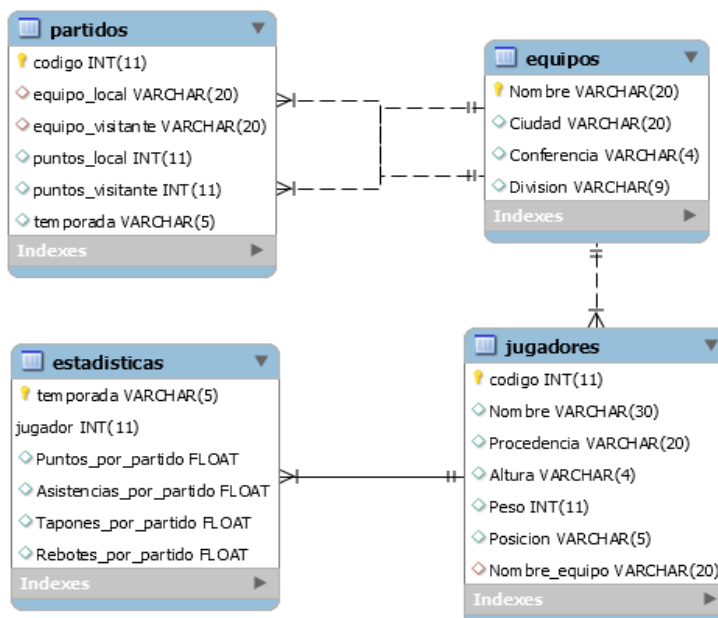 partidos
codigo INT(11)
equipo_local VARCHAR(20)
equipo_visitante VARCHAR(20)
puntos_local INT(11)
puntos_visitante INT(11)
temporada VARCHAR(5)
Indexes
equipos
Nombre VARCHAR(20)
Ciudad VARCHAR(20)
Conferencia VARCHAR(4)
Division VARCHAR(9)
Indexes
estadisticas
temporada VARCHAR(5)
jugador INT(11)
Puntos_por_partido FLOAT
Asistencias_por_partido FLOAT
Tapones_por_partido FLOAT
Rebotes_por_partido FLOAT
Indexes
jugadores
codigo INT(11)
Nombre VARCHAR(30)
Procedencia VARCHAR(20)
Altura VARCHAR(4)
Peso INT(11)
Posicion VARCHAR(5)
Nombre_equipo VARCHAR(20)
Indexes